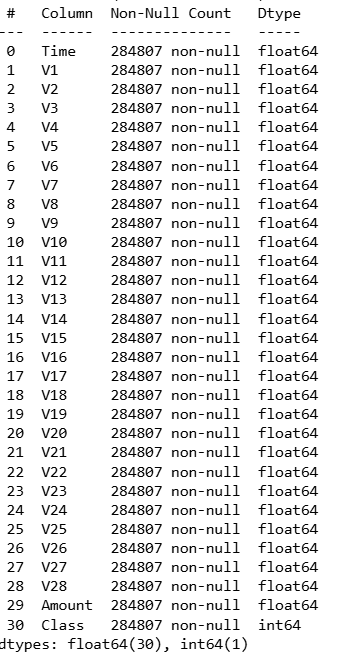 #   Column  Non-Null Count   Dtype
--- ------  --------------   -----
0   Time    284807 non-null  float64
1   V1      284807 non-null  float64
2   V2      284807 non-null  float64
3   V3      284807 non-null  float64
4   V4      284807 non-null  float64
5   V5      284807 non-null  float64
6   V6      284807 non-null  float64
7   V7      284807 non-null  float64
8   V8      284807 non-null  float64
9   V9      284807 non-null  float64
10  V10     284807 non-null  float64
11  V11     284807 non-null  float64
12  V12     284807 non-null  float64
13  V13     284807 non-null  float64
14  V14     284807 non-null  float64
15  V15     284807 non-null  float64
16  V16     284807 non-null  float64
17  V17     284807 non-null  float64
18  V18     284807 non-null  float64
19  V19     284807 non-null  float64
20  V20     284807 non-null  float64
21  V21     284807 non-null  float64
22  V22     284807 non-null  float64
23  V23     284807 non-null  float64
24  V24     284807 non-null  float64
25  V25     284807 non-null  float64
26  V26     284807 non-null  float64
27  V27     284807 non-null  float64
28  V28     284807 non-null  float64
29  Amount  284807 non-null  float64
30  Class   284807 non-null  int64
dtypes: float64(30), int64(1)